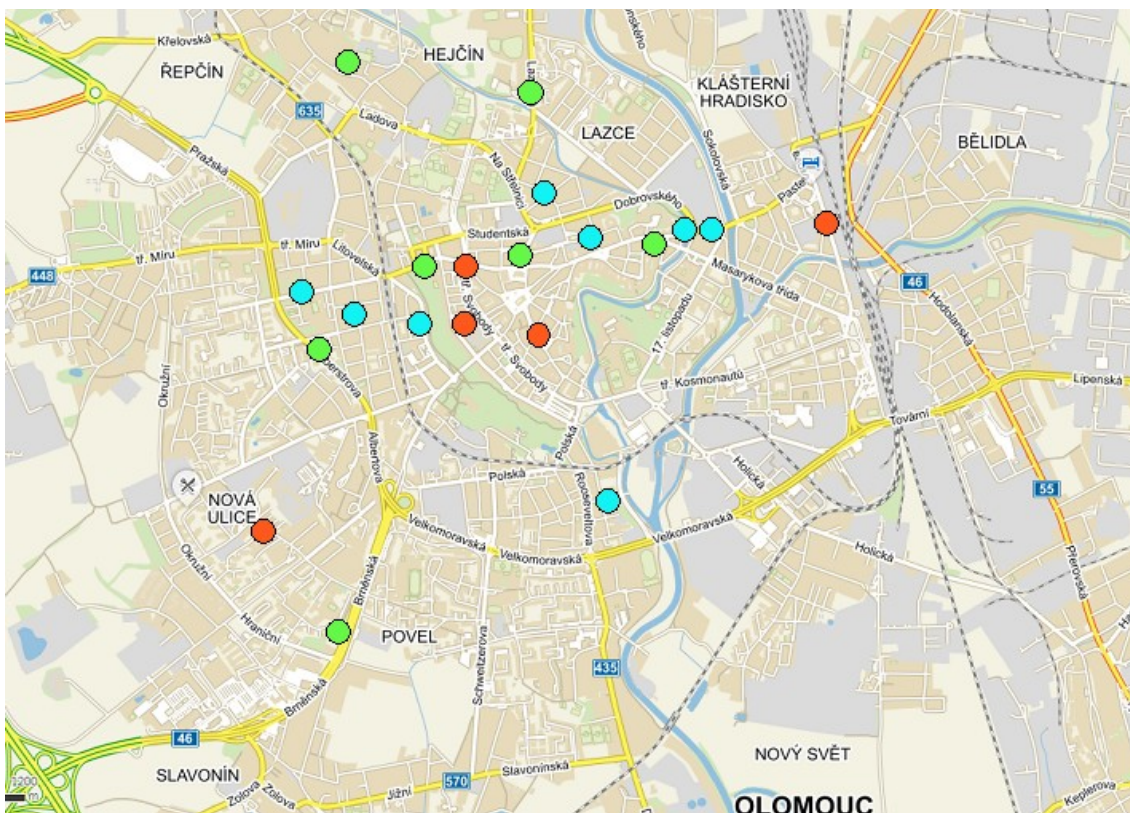 Křelovská
ŘEPČÍN
HEJČÍN
KLÁŠTERNÍ
HRADISKO
635
Ladova
LAZCE
Sokolovská
BĚLIDLA
Pražská
Na Střelnici
Dobrovského
Studentská
tř. Míru
Litovelská
tř. Míru
448
Masarykova třída
46
Hodolanská
tř. Svobody
17. listopadu
tř. Svobody
tř. Kosmonautů
Okružní
Lipenská
Tovární
Albertova
Polská
Polská
Holická
55
NOVÁ
ULICE
Rooseveltova
Velkomoravská
Velkomoravská
Velkomoravská
Holická
Okružní
Brněnská
Přerovská
Hraniční
POVEL
Schweitzerova
435
Brněnská
46
NOVÝ SVĚT
SLAVONÍN
Slavonínská
570
Zolova
Zolova
Jižní
Keplerova
OLOMOUC